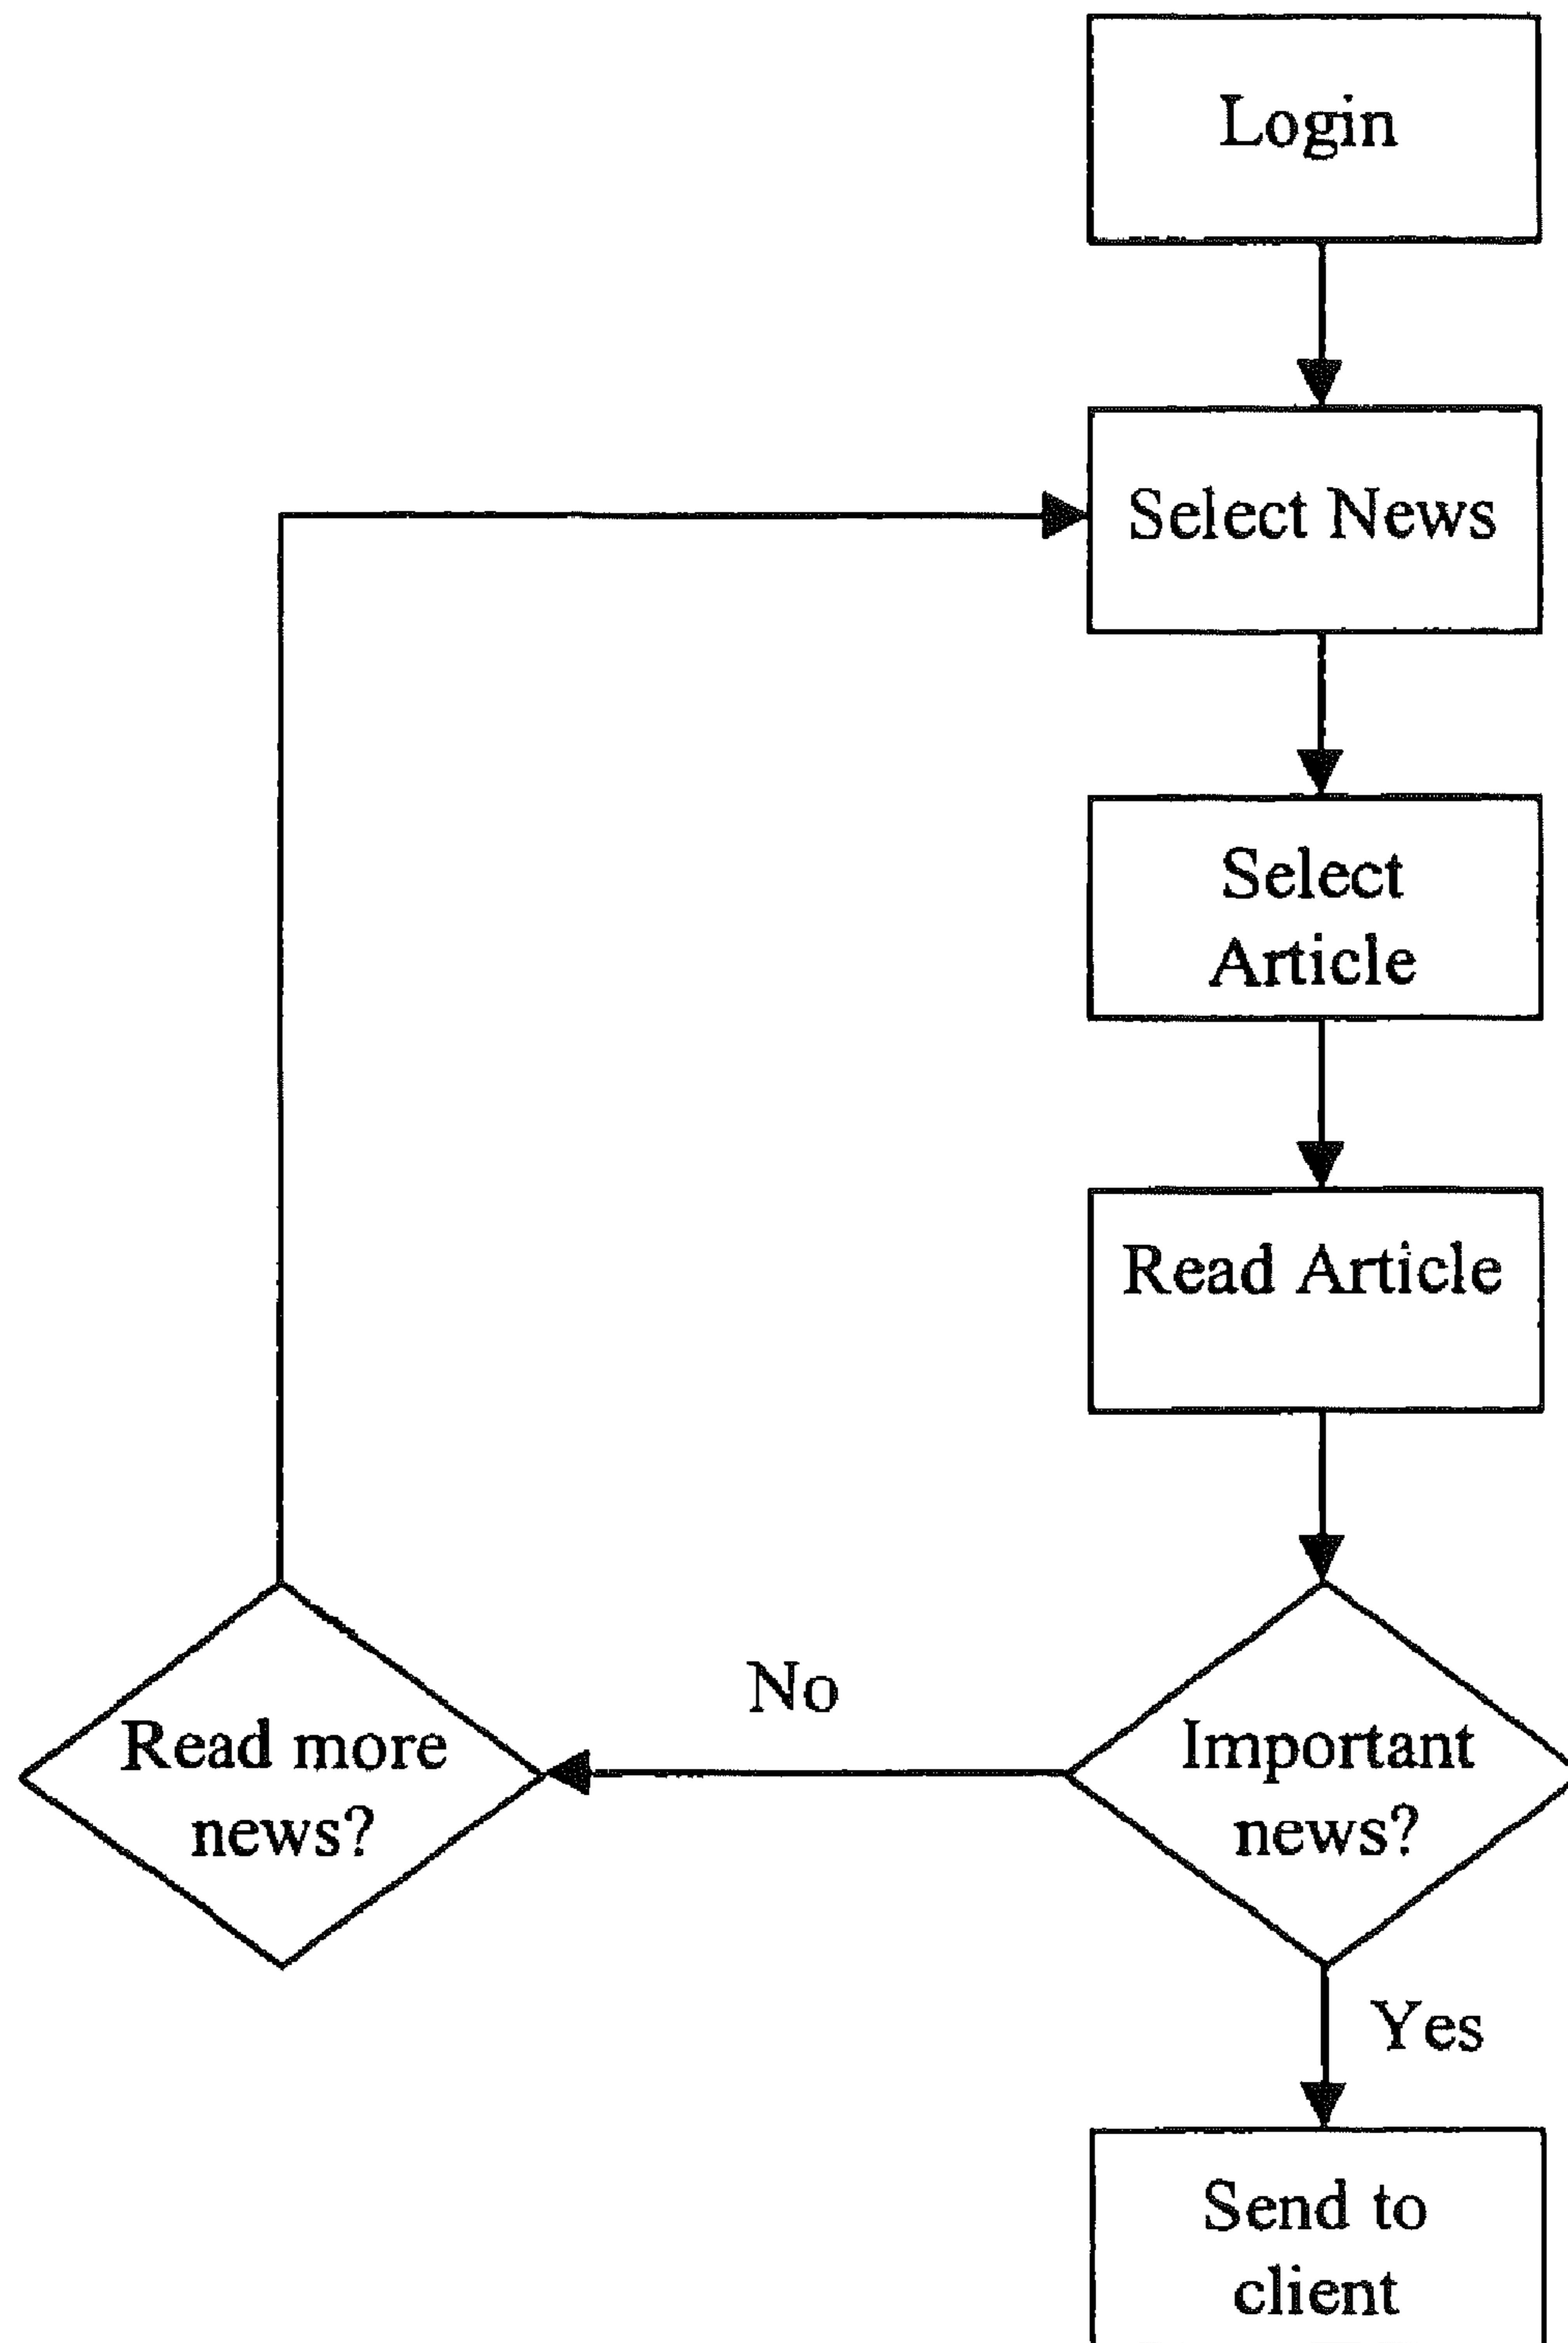 Login
Select News
Select
Article
Read Article
No
Read more
news?
Important
news?
Yes
Send to
client